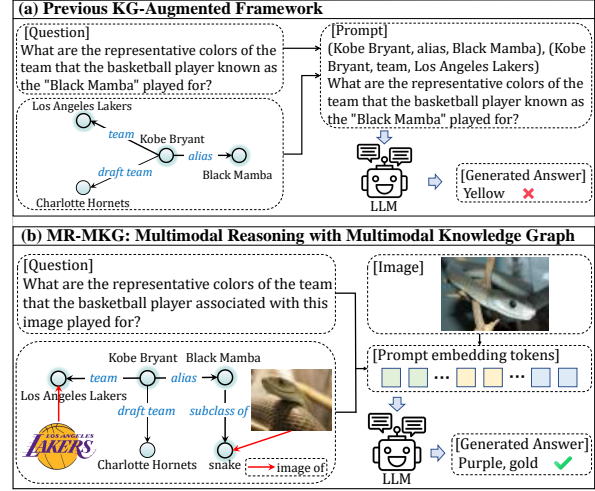 (a) Previous KG-Augmented Framework
[Question]
What are the representative colors of the
team that the basketball player known as
the "Black Mamba" played for?
Los Angeles Lakers
team
Kobe Bryant
alias
Black Mamba
draft team
Charlotte Hornets
[Prompt]
(Kobe Bryant, alias, Black Mamba), (Kobe
Bryant, team, Los Angeles Lakers)
What are the representative colors of the
team that the basketball player known as
the "Black Mamba" played for?
LLM
[Generated Answer]
Yellow
(b) MR-MKG: Multimodal Reasoning with Multimodal Knowledge Graph
[Question]
What are the representative colors of the team
that the basketball player associated with this
image played for?
Kobe Bryant
Black Mamba
team
alias
Los Angeles Lakers
draft team
subclass of
LOS ANGELES
LAKERS
Charlotte Hornets
snake
image of
[Image]
[Prompt embedding tokens]
...
...
LLM
[Generated Answer]
Purple, gold